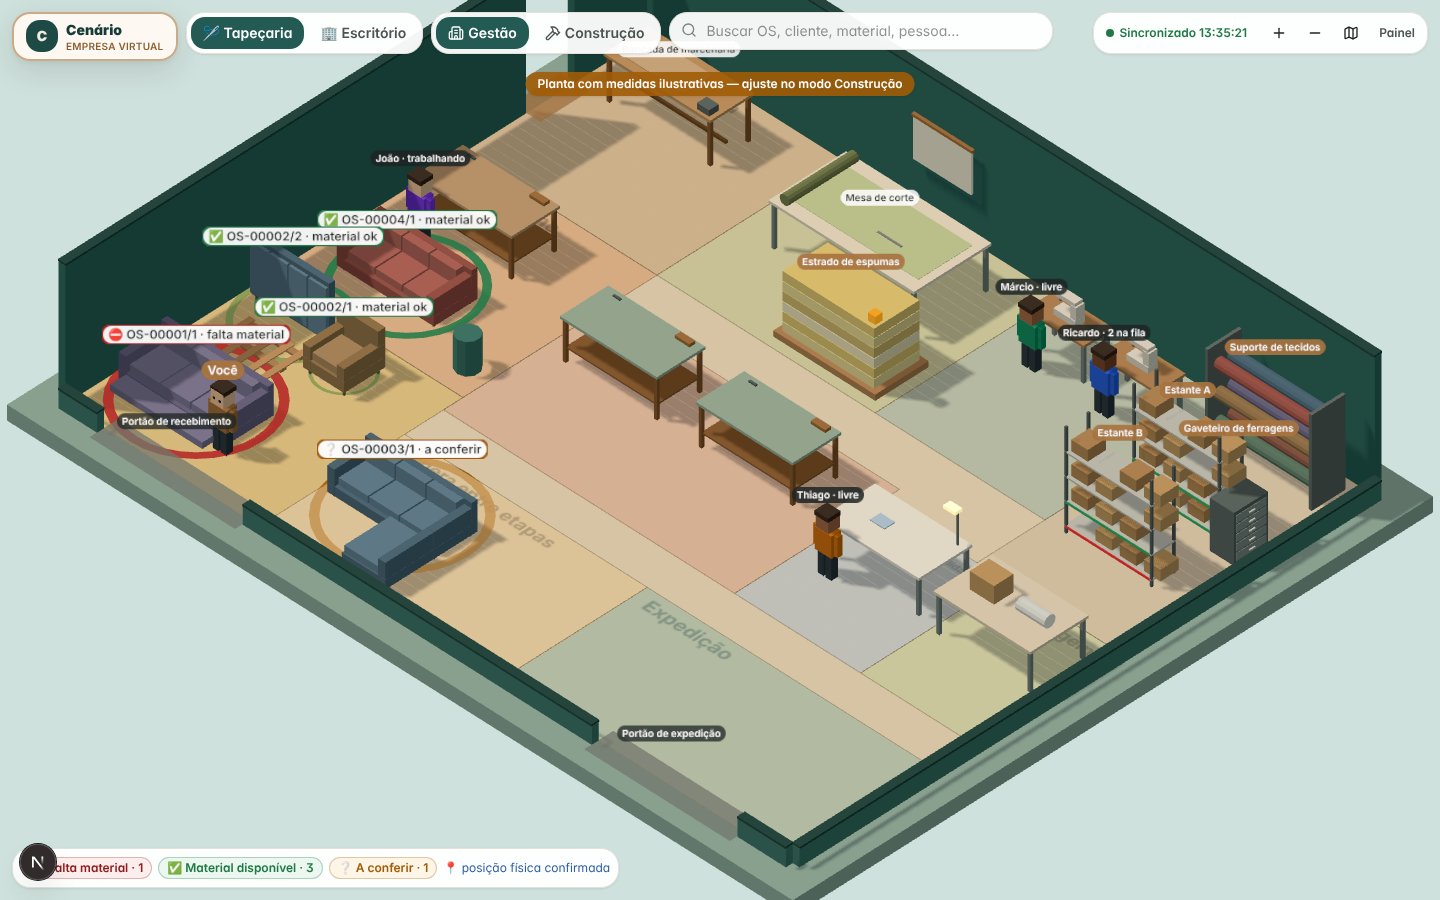 C
Cenário
EMPRESA VIRTUAL
Tapeçaria
Escritório
Gestão
Construção
Buscar OS, cliente, material, pessoa...
Sincronizado 13:35:21
Painel
de marcenaria
Planta com medidas ilustrativas — ajuste no modo Construção
João · trabalhando
Mesa de corte
OS-00004/1 · material ok
OS-00002/2 · material ok
Estrado de espumas
Márcio · livre
OS-00002/1 · material ok
OS-00001/1 · falta material
Ricardo · 2 na fila
Suporte de tecidos
Você
Estante A
Portão de recebimento
Gaveteiro de ferragens
Estante B
OS-00003/1 · a conferir
etapas
Thiago · livre
Expedição
Portão de expedição
N
alta material · 1
Material disponível · 3
A conferir · 1
posição física confirmada